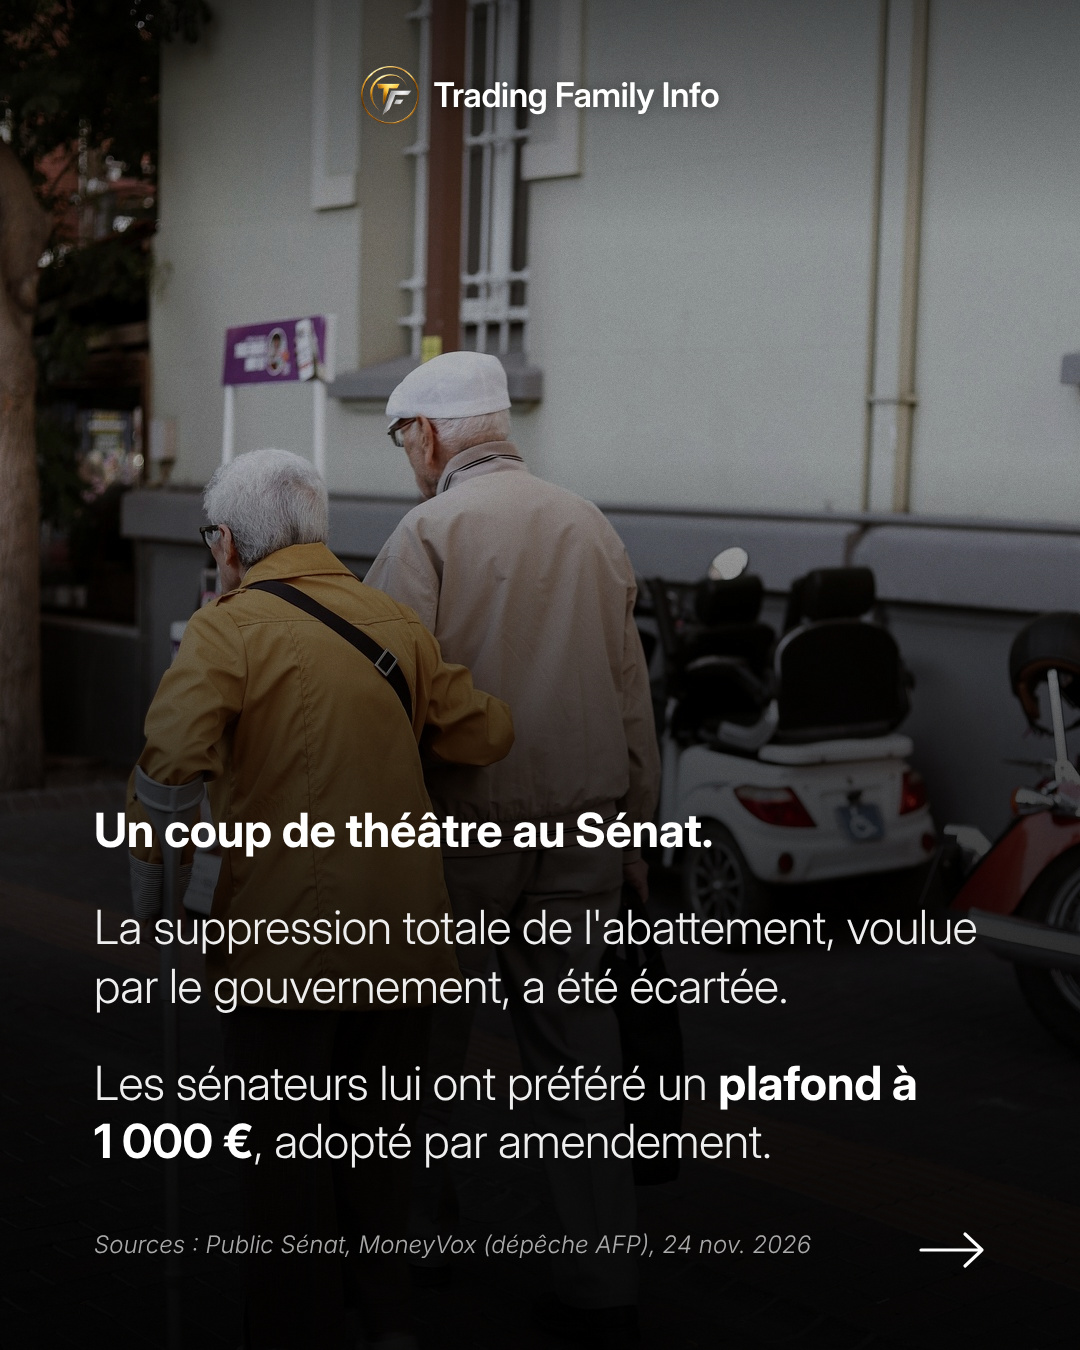 Trading Family Info
Un coup de théâtre au Sénat.
La suppression totale de l'abattement, voulue
par le gouvernement, a été écartée.
Les sénateurs lui ont préféré un plafond à
1 000 €, adopté par amendement.
Sources : Public Sénat, MoneyVox (dépêche AFP), 24 nov. 2026